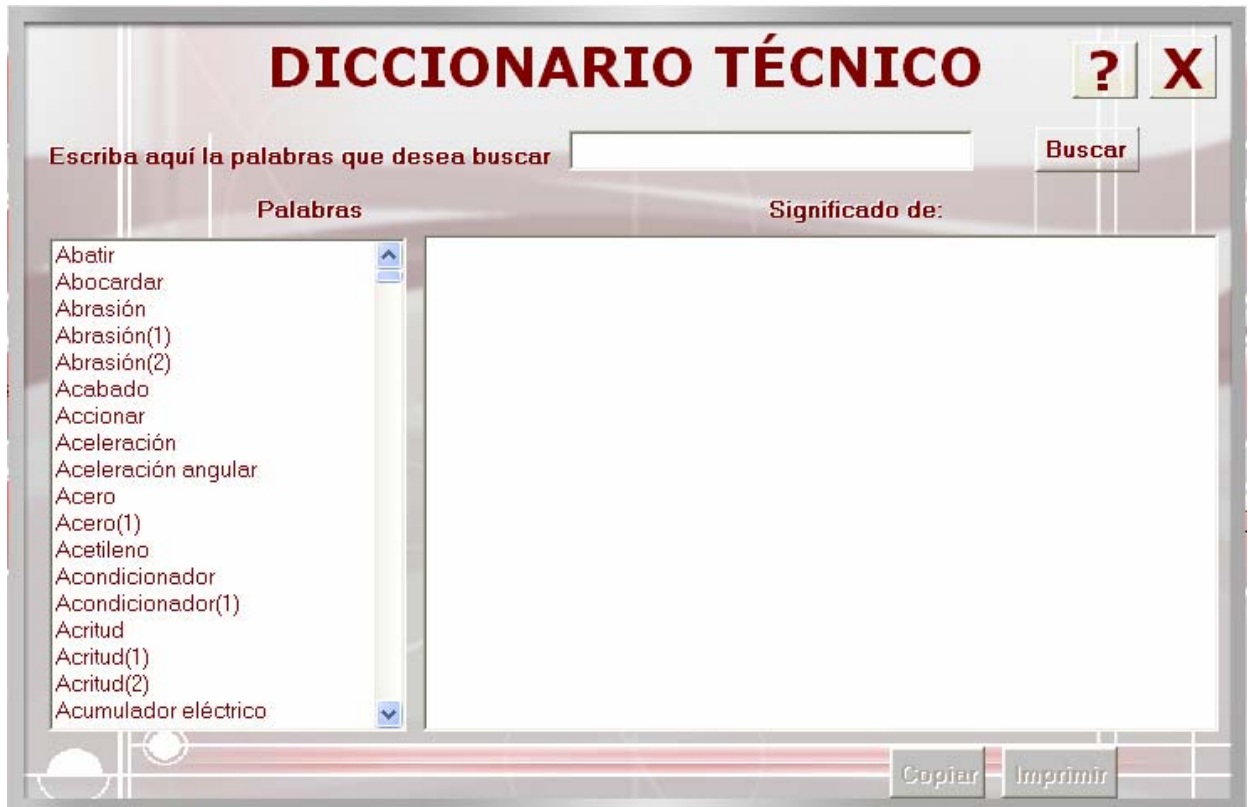 DICCIONARIO TÉCNICO
? X
Escriba aquí la palabras que desea buscar
Buscar
Palabras
Significado de:
Abatir
Abocardar
Abrasión
Abrasión(1)
Abrasión(2)
Acabado
Accionar
Aceleración
Aceleración angular
Acero
Acero(1)
Acetileno
Acondicionador
Acondicionador(1)
Acritud
Acritud(1)
Acritud(2)
Acumulador eléctrico
Copiar
Imprimir